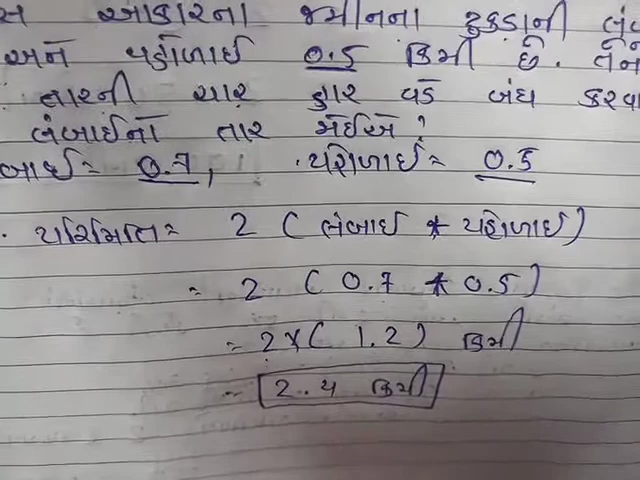 આકારના જમીનના ટુકડાની લં
અને પહોળાઈ 0.5 કિમી છે. તેન
તારની ચાર હાર વડે બંધ કરવા
લંબાઈનો તાર જોઈએ?
બાઈ = 0.7, પહોળાઈ = 0.5
પરિમિતિ = 2 (લંબાઈ * પહોળાઈ)
= 2 (0.7 * 0.5)
= 2 x (1.2) કિમી
= 2.4 કિમી